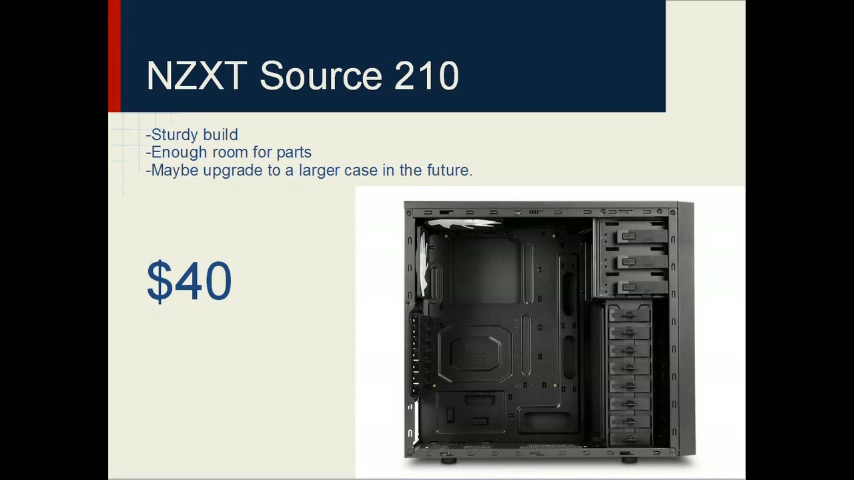 NZXT Source 210
-Sturdy build
-Enough room for parts
-Maybe upgrade to a larger case in the future.
$40